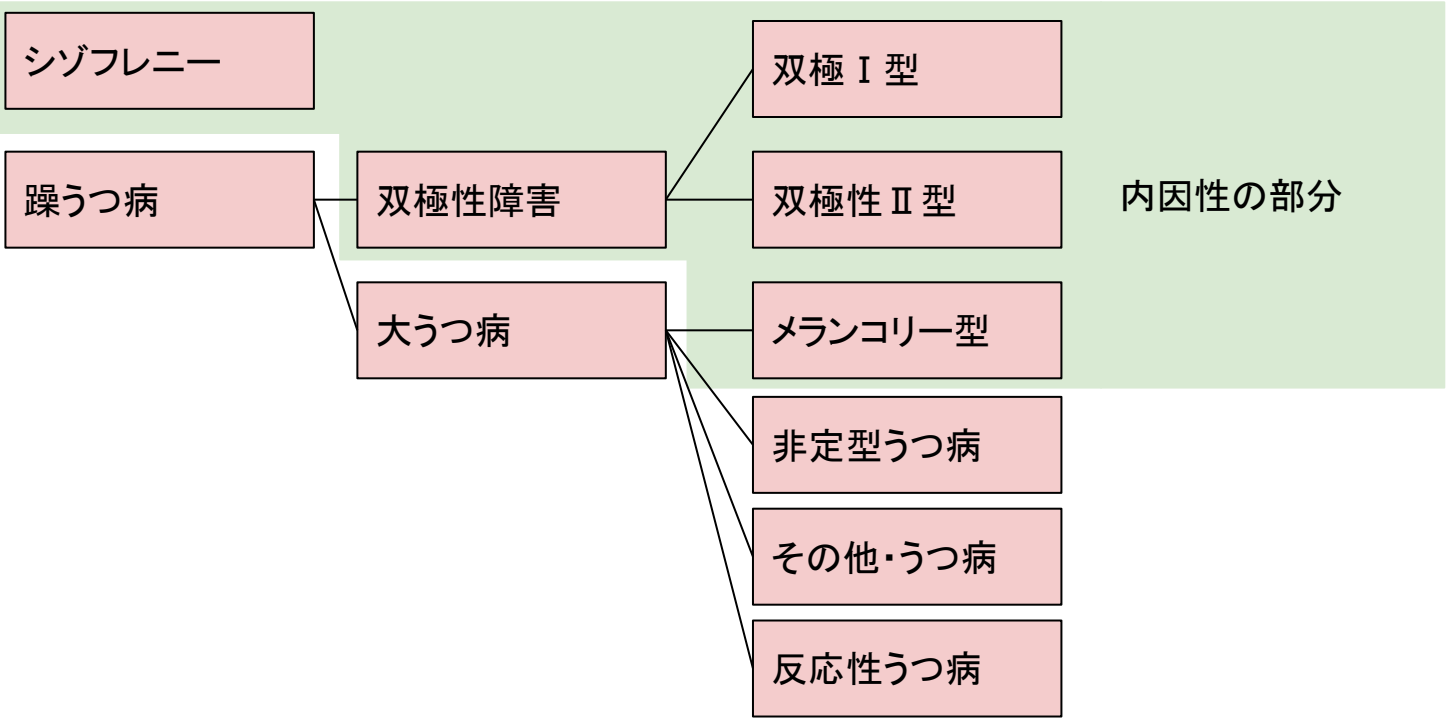 シゾフレニー
双極Ⅰ型
躁うつ病
双極性障害
双極性Ⅱ型
内因性の部分
大うつ病
メランコリー型
非定型うつ病
その他・うつ病
反応性うつ病